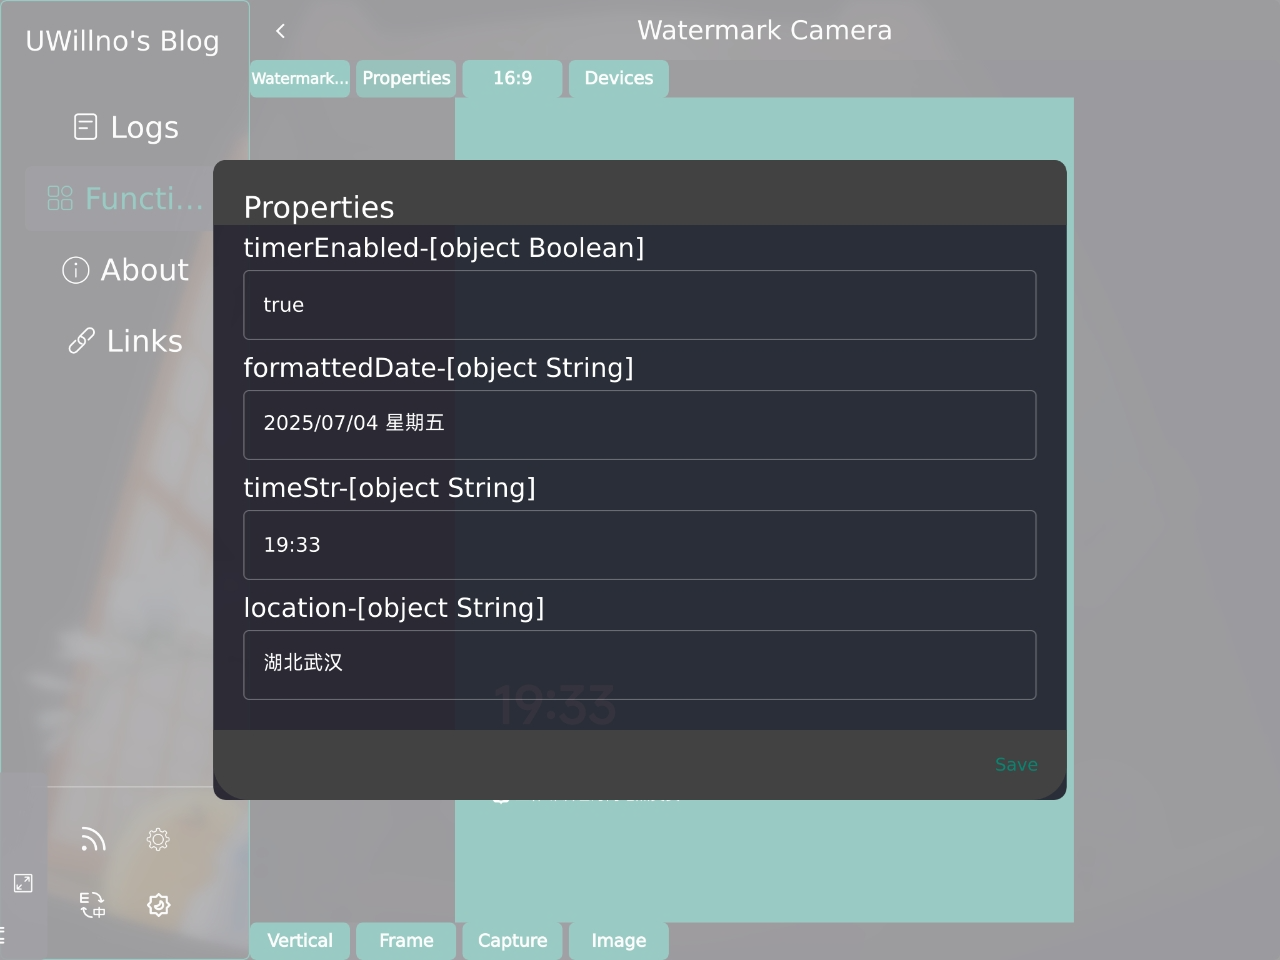 UWillno's Blog
Logs
Functi...
About
Links
Watermark Camera
Watermark...
Properties
16:9
Devices
Properties
timerEnabled-[object Boolean]
true
formattedDate-[object String]
2025/07/04 星期五
timeStr-[object String]
19:33
location-[object String]
湖北武汉
19:33
Save
Vertical
Frame
Capture
Image